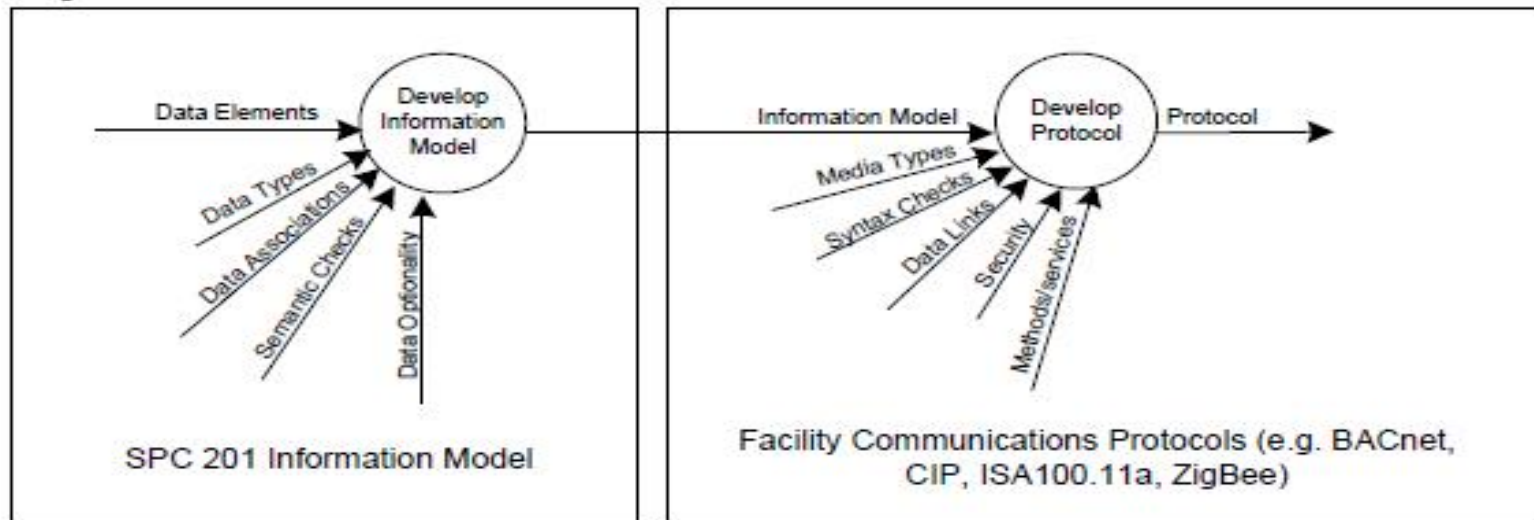 Data Elements
Develop
Information
Model
Data Types
Data Associations
Semantic Checks
Data Optionality
SPC 201 Information Model
Information Model
Develop
Protocol
Protocol
Media Types
Syntax Checks
Data Links
Security
Methods/services
Facility Communications Protocols (e.g. BACnet,
CIP, ISA100.11a, ZigBee)